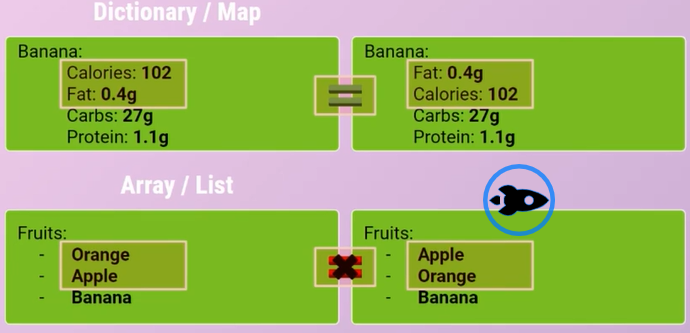 Dictionary / Map
Banana:
Calories: 102
Fat: 0.4g
Carbs: 27g
Protein: 1.1g
Banana:
Fat: 0.4g
Calories: 102
Carbs: 27g
Protein: 1.1g
Array / List
Fruits:
- Orange
- Apple
- Banana
Fruits:
- Apple
- Orange
- Banana